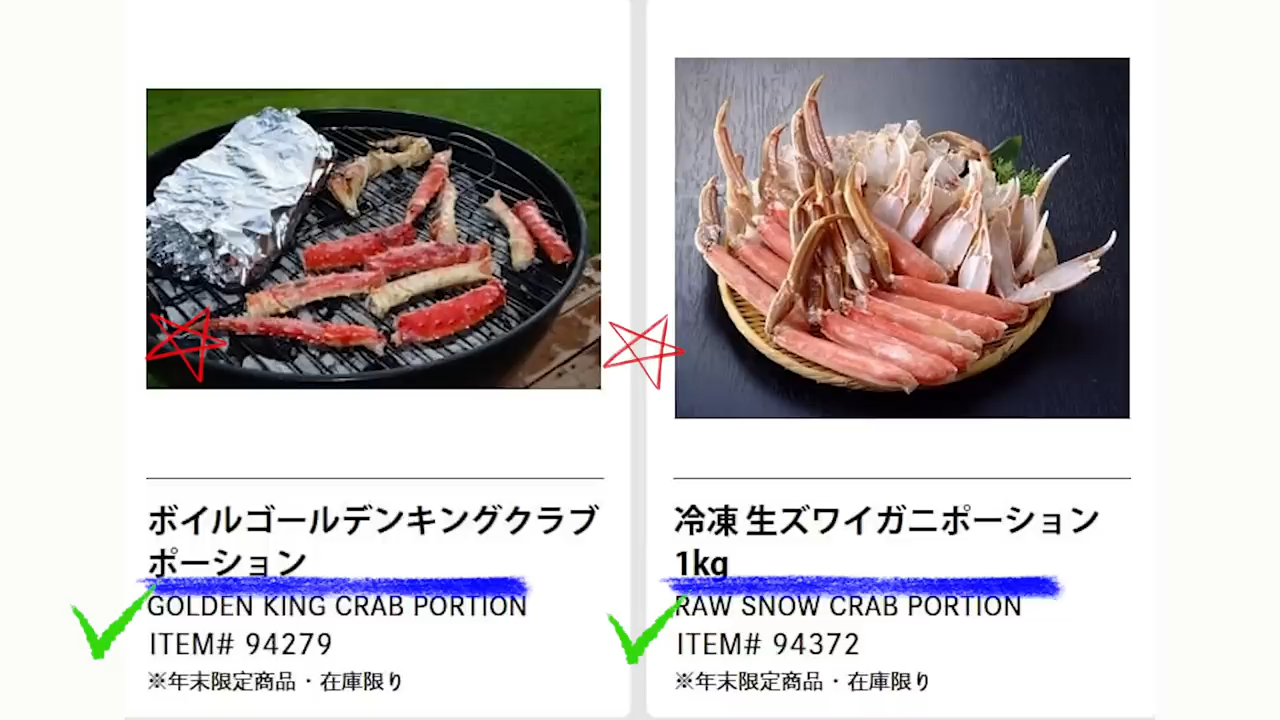 ボイルゴールデンキングクラブ
ポーション
GOLDEN KING CRAB PORTION
ITEM# 94279
※年末限定商品・在庫限り
冷凍 生ズワイガニポーション
1kg
RAW SNOW CRAB PORTION
ITEM# 94372
※年末限定商品・在庫限り